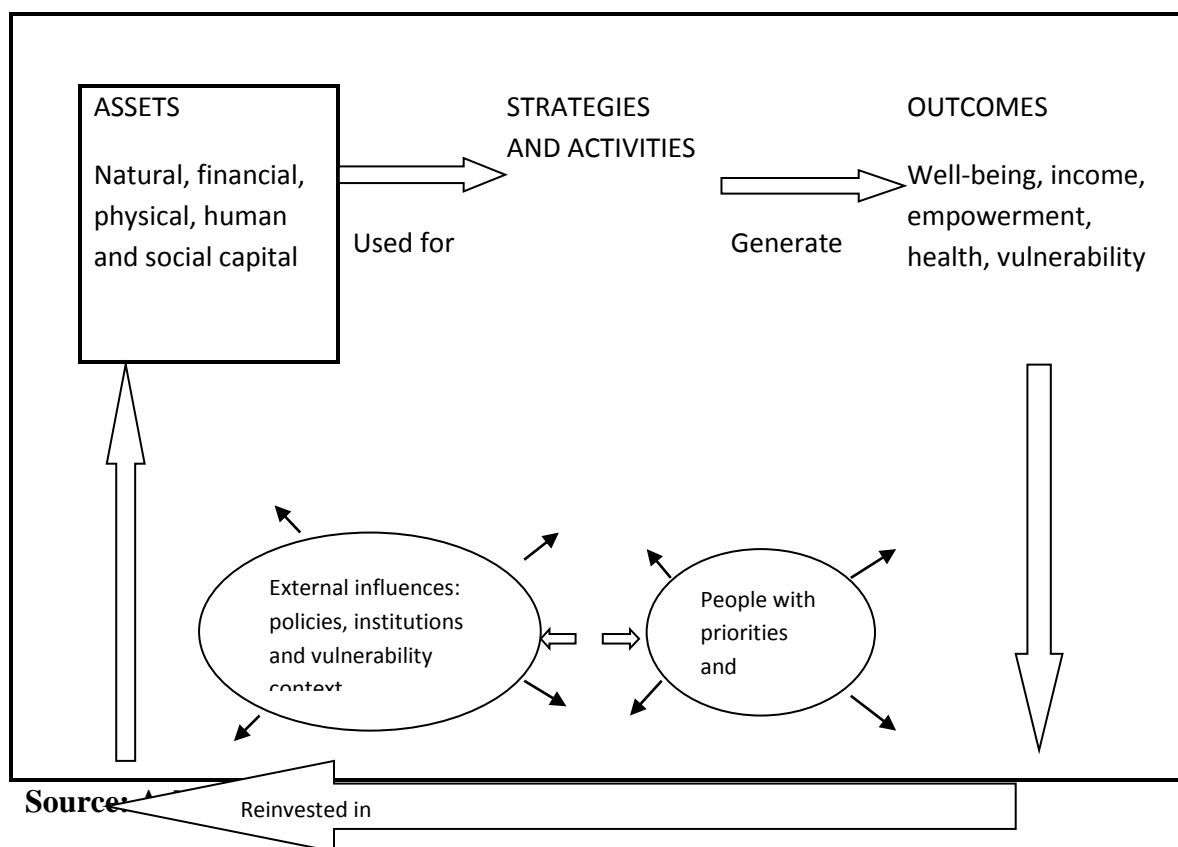 ASSETS
Natural, financial,
physical, human
and social capital
Used for
STRATEGIES
AND ACTIVITIES
Generate
OUTCOMES
Well-being, income,
empowerment,
health, vulnerability
External influences:
policies, institutions
and vulnerability
context
People with
priorities
and
Source:
Reinvested in